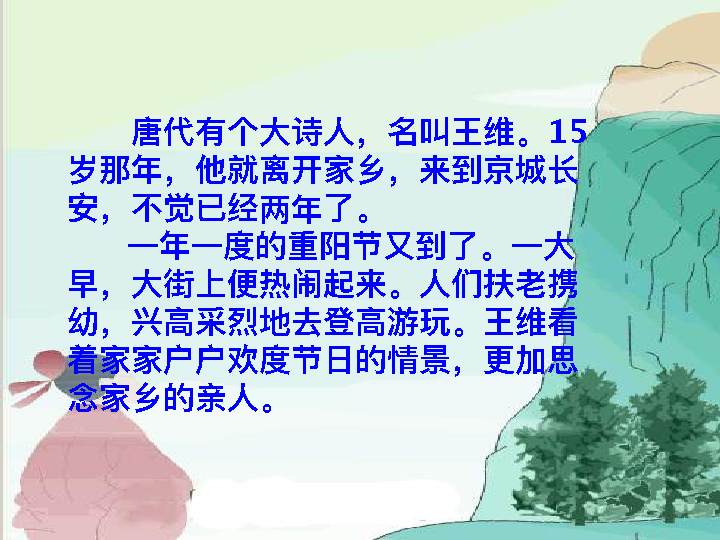 唐代有个大诗人，名叫王维。15
岁那年，他就离开家乡，来到京城长
安，不觉已经两年了。
一年一度的重阳节又到了。一大
早，大街上便热闹起来。人们扶老携
幼，兴高采烈地去登高游玩。王维看
着家家户户欢度节日的情景，更加思
念家乡的亲人。